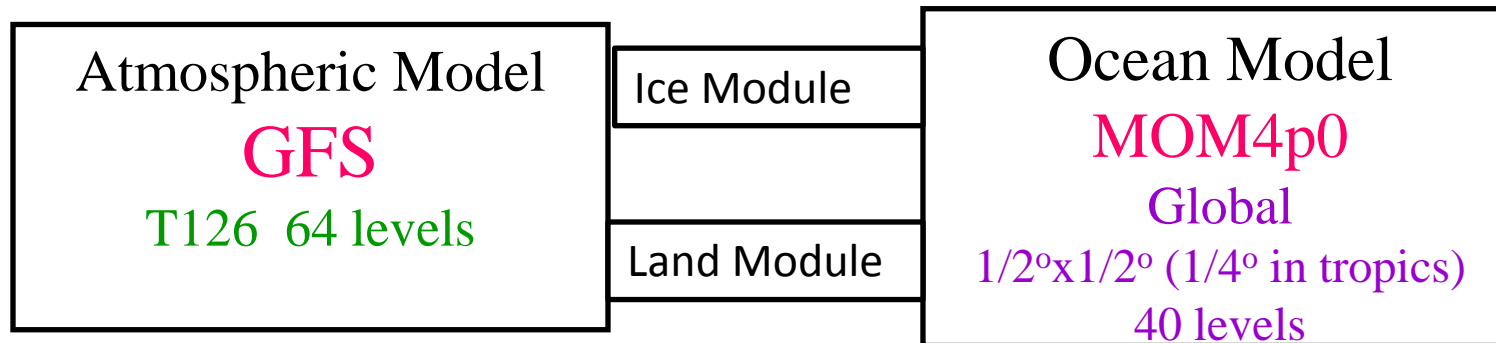 Atmospheric Model
GFS
T126 64 levels
Ice Module
Land Module
Ocean Model
MOM4p0
Global
1/2ºx1/2º (1/4º in tropics)
40 levels